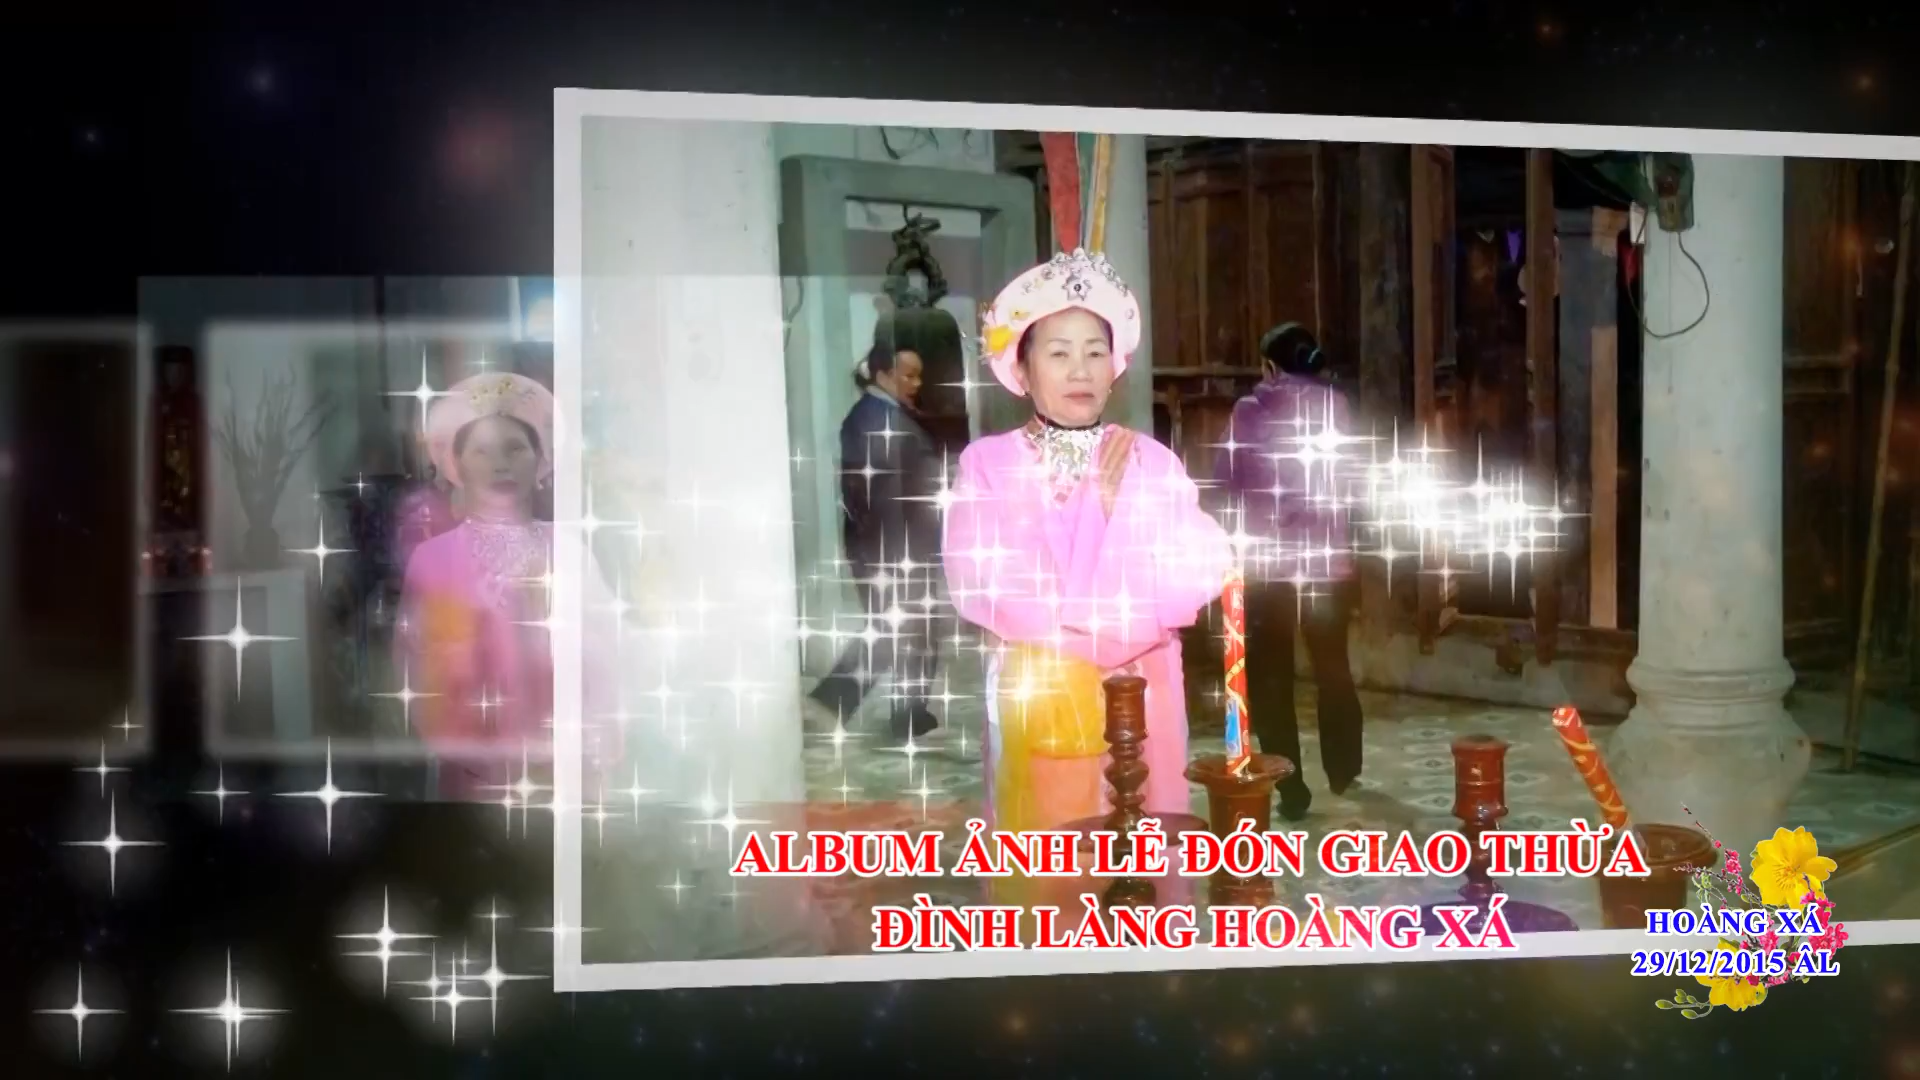 ALBUM ẢNH LỄ ĐÓN GIAO THỪA
ĐÌNH LÀNG HOÀNG XÁ
HOÀNG XÁ
29/12/2015 ÂL